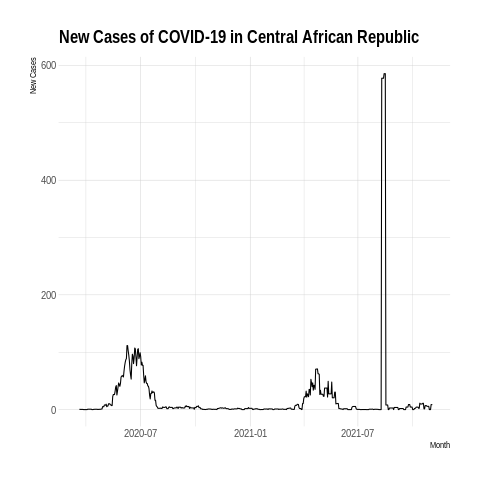 New Cases of COVID-19 in Central African Republic
New Cases
600
400
200
0
2020-07
2021-01
2021-07
Month